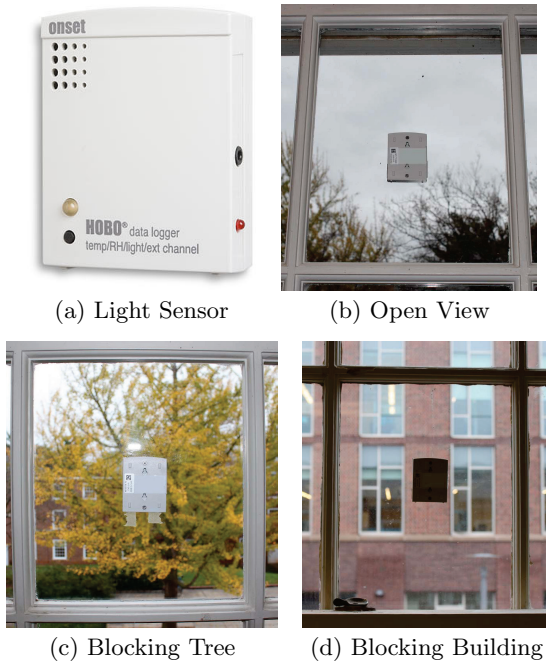 onset
HOBO® data logger
temp/RH/light/ext channel
(a) Light Sensor
(b) Open View
(c) Blocking Tree
(d) Blocking Building